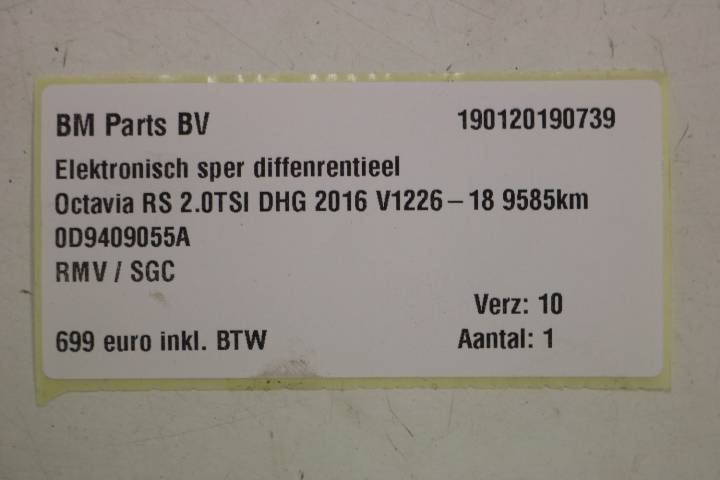 BM Parts BV 190120190739
Elektronisch sper diffenrentieel
Octavia RS 2.0TSI DHG 2016 V1226-18 9585km
0D9409055A
RMV / SGC
Verz: 10
699 euro inkl. BTW Aantal: 1